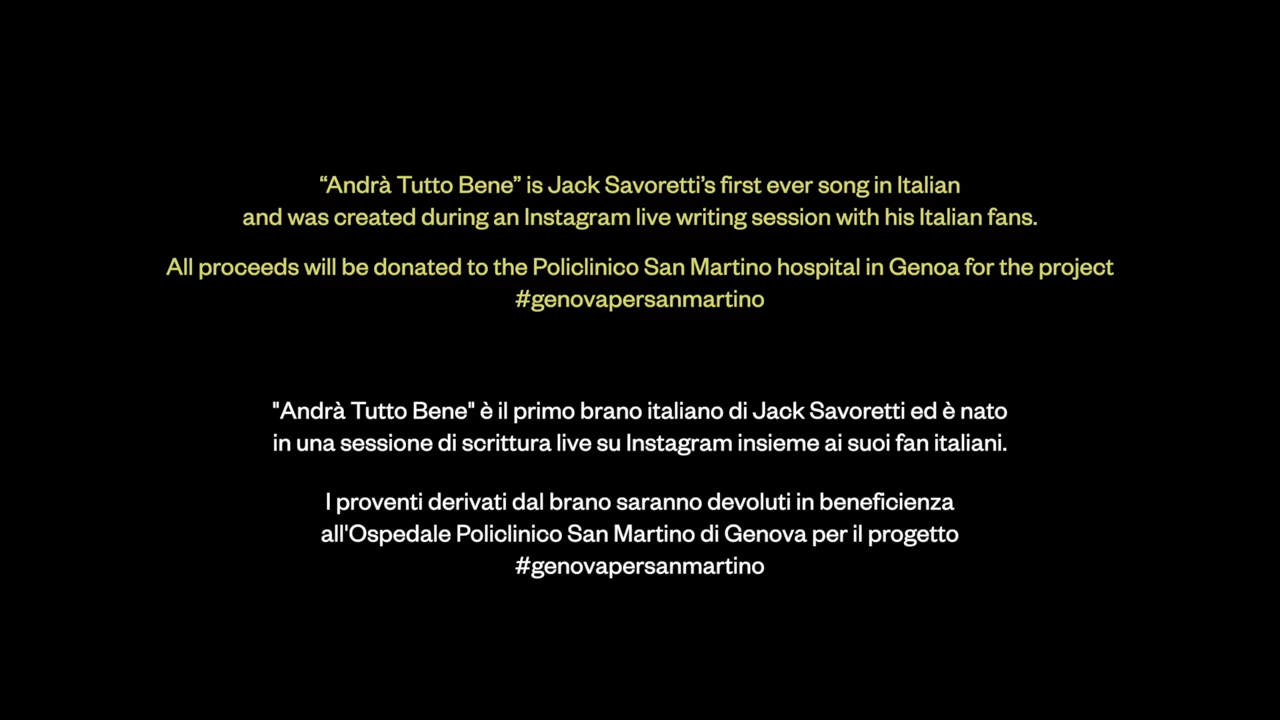 “Andrà Tutto Bene” is Jack Savoretti’s first ever song in Italian
and was created during an Instagram live writing session with his Italian fans.
All proceeds will be donated to the Policlinico San Martino hospital in Genoa for the project
#genovapersanmartino
"Andrà Tutto Bene" è il primo brano italiano di Jack Savoretti ed è nato
in una sessione di scrittura live su Instagram insieme ai suoi fan italiani.
I proventi derivati dal brano saranno devoluti in beneficienza
all'Ospedale Policlinico San Martino di Genova per il progetto
#genovapersanmartino